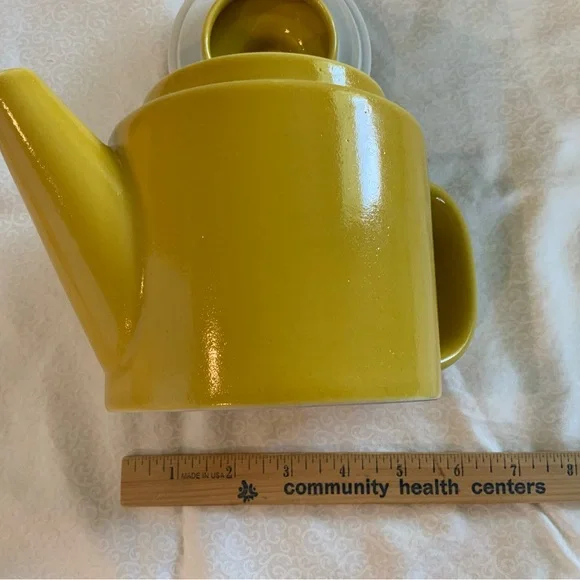 1 2 3 4 5 6 7 8
MADE IN USA
community health centers